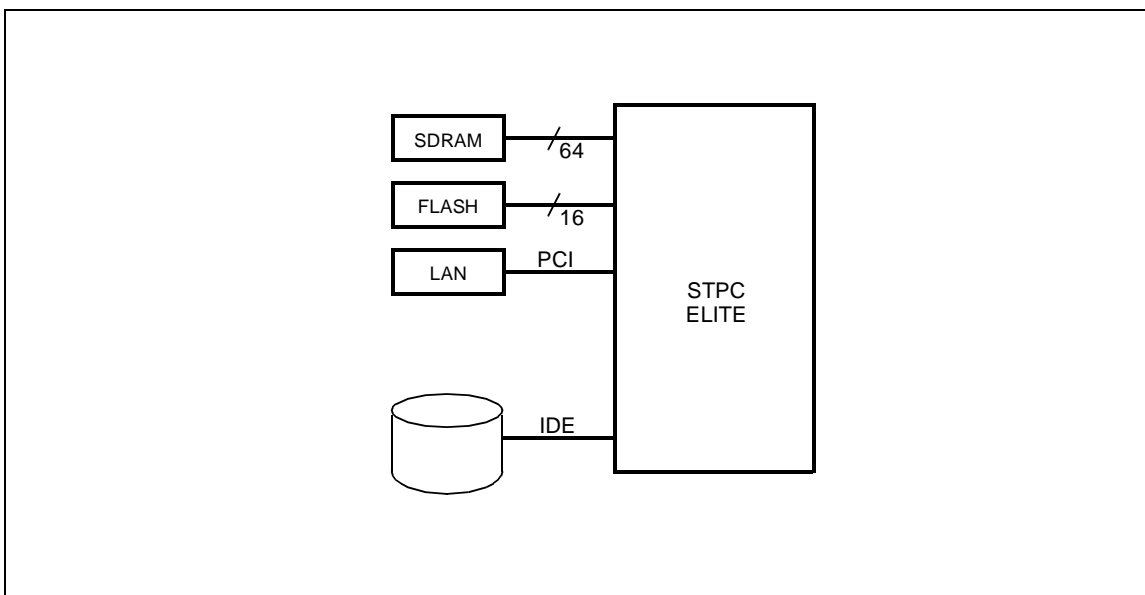 SDRAM
64
FLASH
16
LAN
PCI
STPC
ELITE
IDE